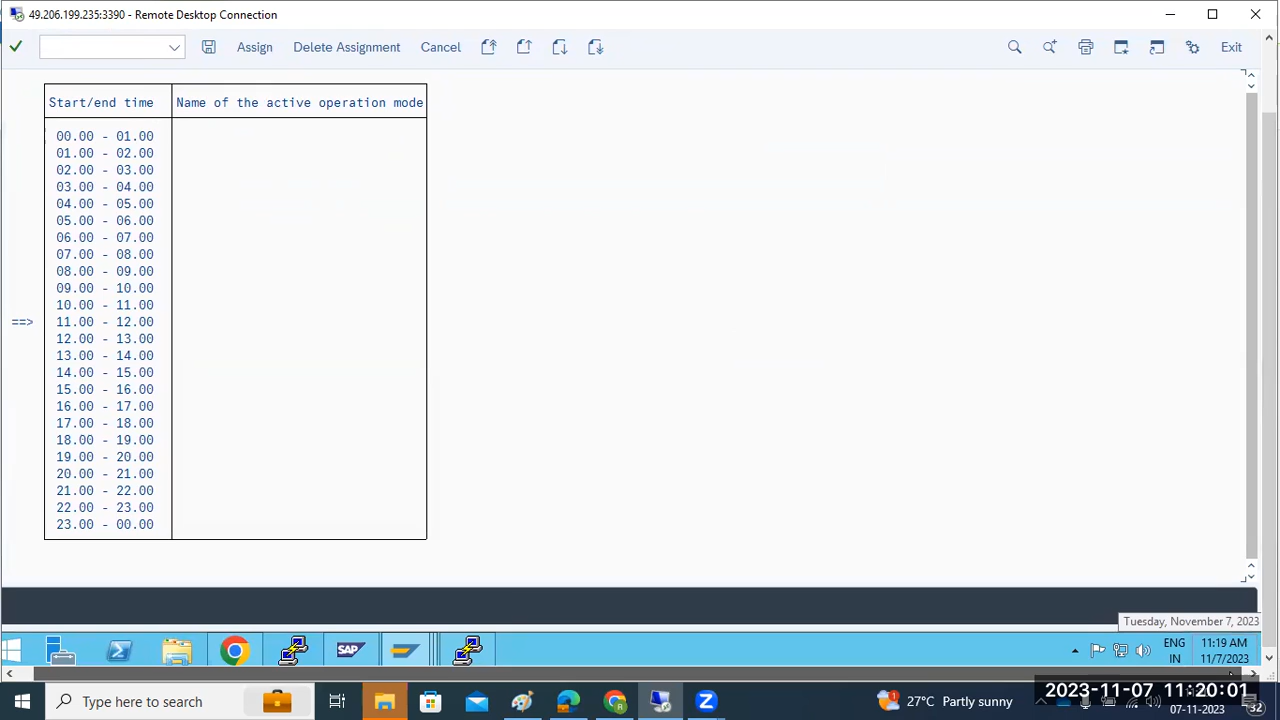 49.206.199.235:3390 - Remote Desktop Connection
Assign Delete Assignment Cancel Exit
Start/end time Name of the active operation mode
00.00 - 01.00
01.00 - 02.00
02.00 - 03.00
03.00 - 04.00
04.00 - 05.00
05.00 - 06.00
06.00 - 07.00
07.00 - 08.00
08.00 - 09.00
09.00 - 10.00
10.00 - 11.00
==> 11.00 - 12.00
12.00 - 13.00
13.00 - 14.00
14.00 - 15.00
15.00 - 16.00
16.00 - 17.00
17.00 - 18.00
18.00 - 19.00
19.00 - 20.00
20.00 - 21.00
21.00 - 22.00
22.00 - 23.00
23.00 - 00.00
Tuesday, November 7, 2023
SAP ENG 11:19 AM
IN 11/7/2023
2023-11-07 11:20:01
Type here to search 27°C Partly sunny 07-11-2023 32